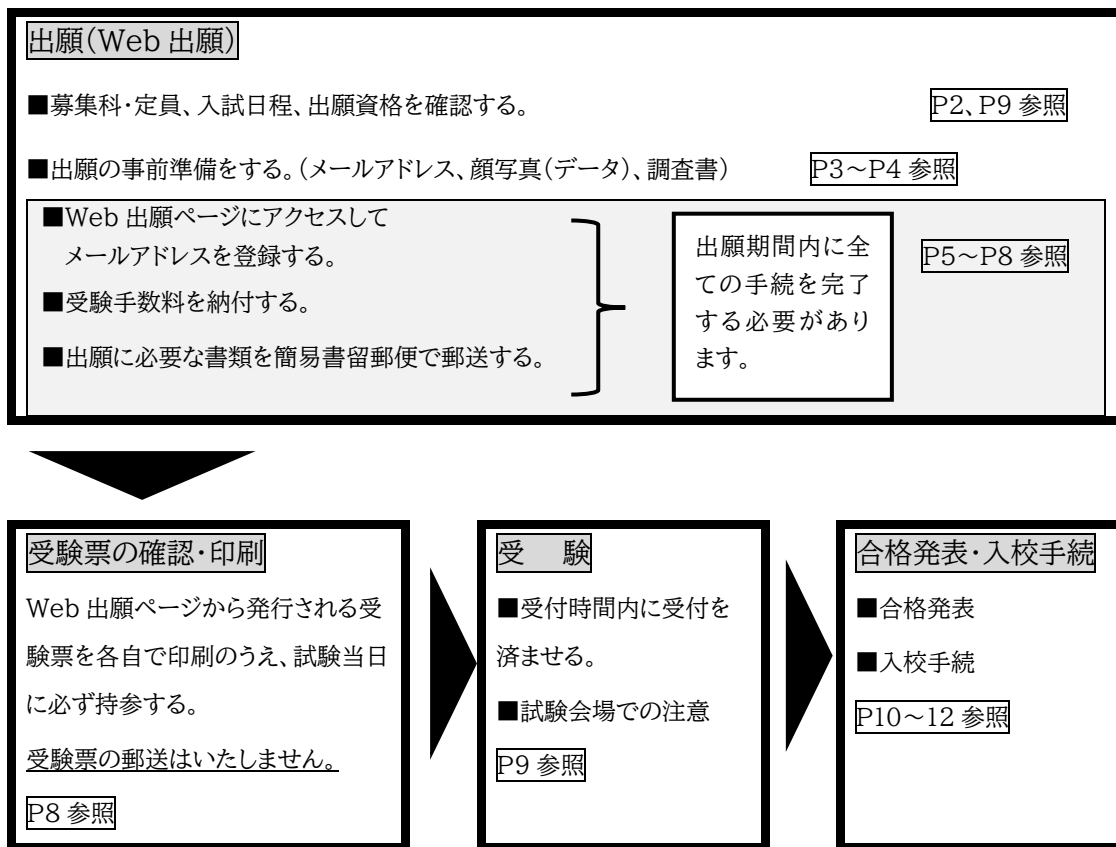 出願(Web 出願)
■募集科・定員、入試日程、出願資格を確認する。 P2、P9 参照
■出願の事前準備をする。(メールアドレス、顔写真(データ)、調査書) P3～P4 参照
■Web 出願ページにアクセスして
メールアドレスを登録する。
■受験手数料を納付する。
■出願に必要な書類を簡易書留郵便で郵送する。
出願期間内に全
ての手続を完了
する必要があり
ます。
P5～P8 参照
受験票の確認・印刷
Web 出願ページから発行される受
験票を各自で印刷のうえ、試験当日
に必ず持参する。
受験票の郵送はいたしません。
P8 参照
受　験
■受付時間内に受付を
済ませる。
■試験会場での注意
P9 参照
合格発表・入校手続
■合格発表
■入校手続
P10～12 参照